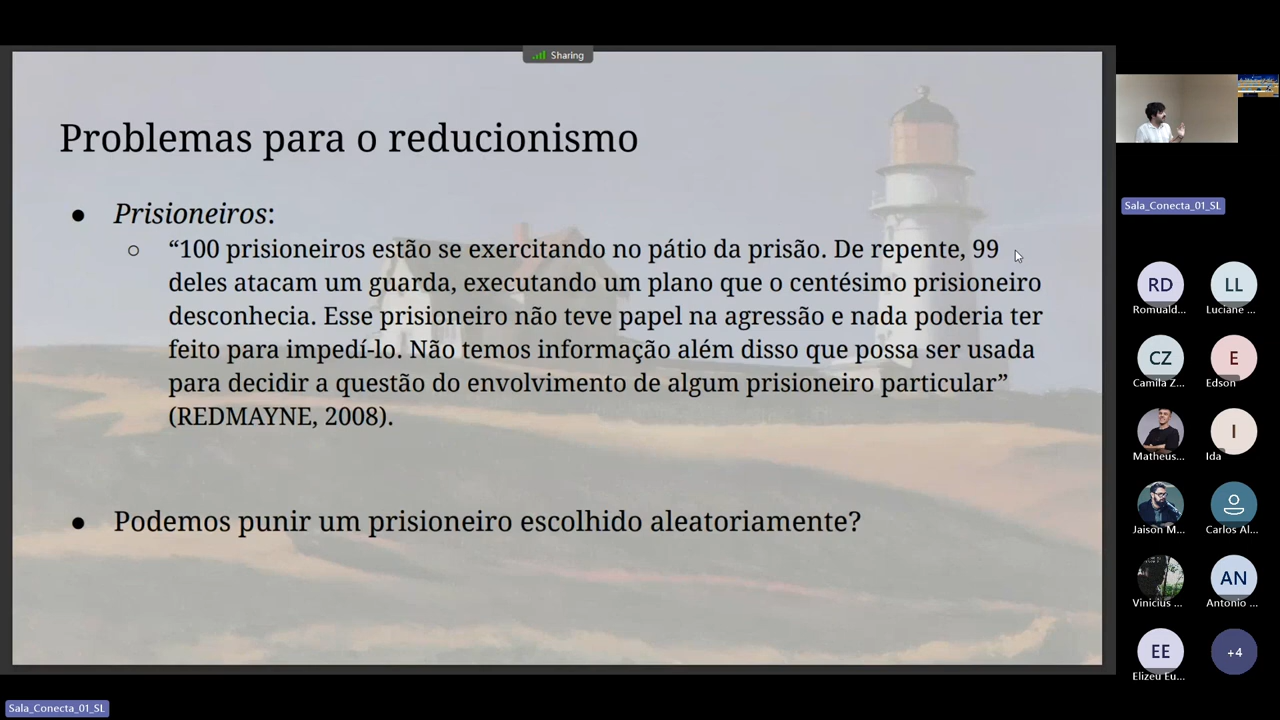 Sharing
Problemas para o reducionismo
● Prisioneiros:
○ “100 prisioneiros estão se exercitando no pátio da prisão. De repente, 99
deles atacam um guarda, executando um plano que o centésimo prisioneiro
desconhecia. Esse prisioneiro não teve papel na agressão e nada poderia ter
feito para impedí-lo. Não temos informação além disso que possa ser usada
para decidir a questão do envolvimento de algum prisioneiro particular”
(REDMAYNE, 2008).
● Podemos punir um prisioneiro escolhido aleatoriamente?
Sala_Conecta_01_SL
RD LL
Romuald... Luciane ...
CZ E
Camila Z... Edson
I
Matheus... Ida
Jaison M... Carlos Al...
AN
Vinicius ... Antonio ...
EE +4
Elizeu Eu...
Sala_Conecta_01_SL